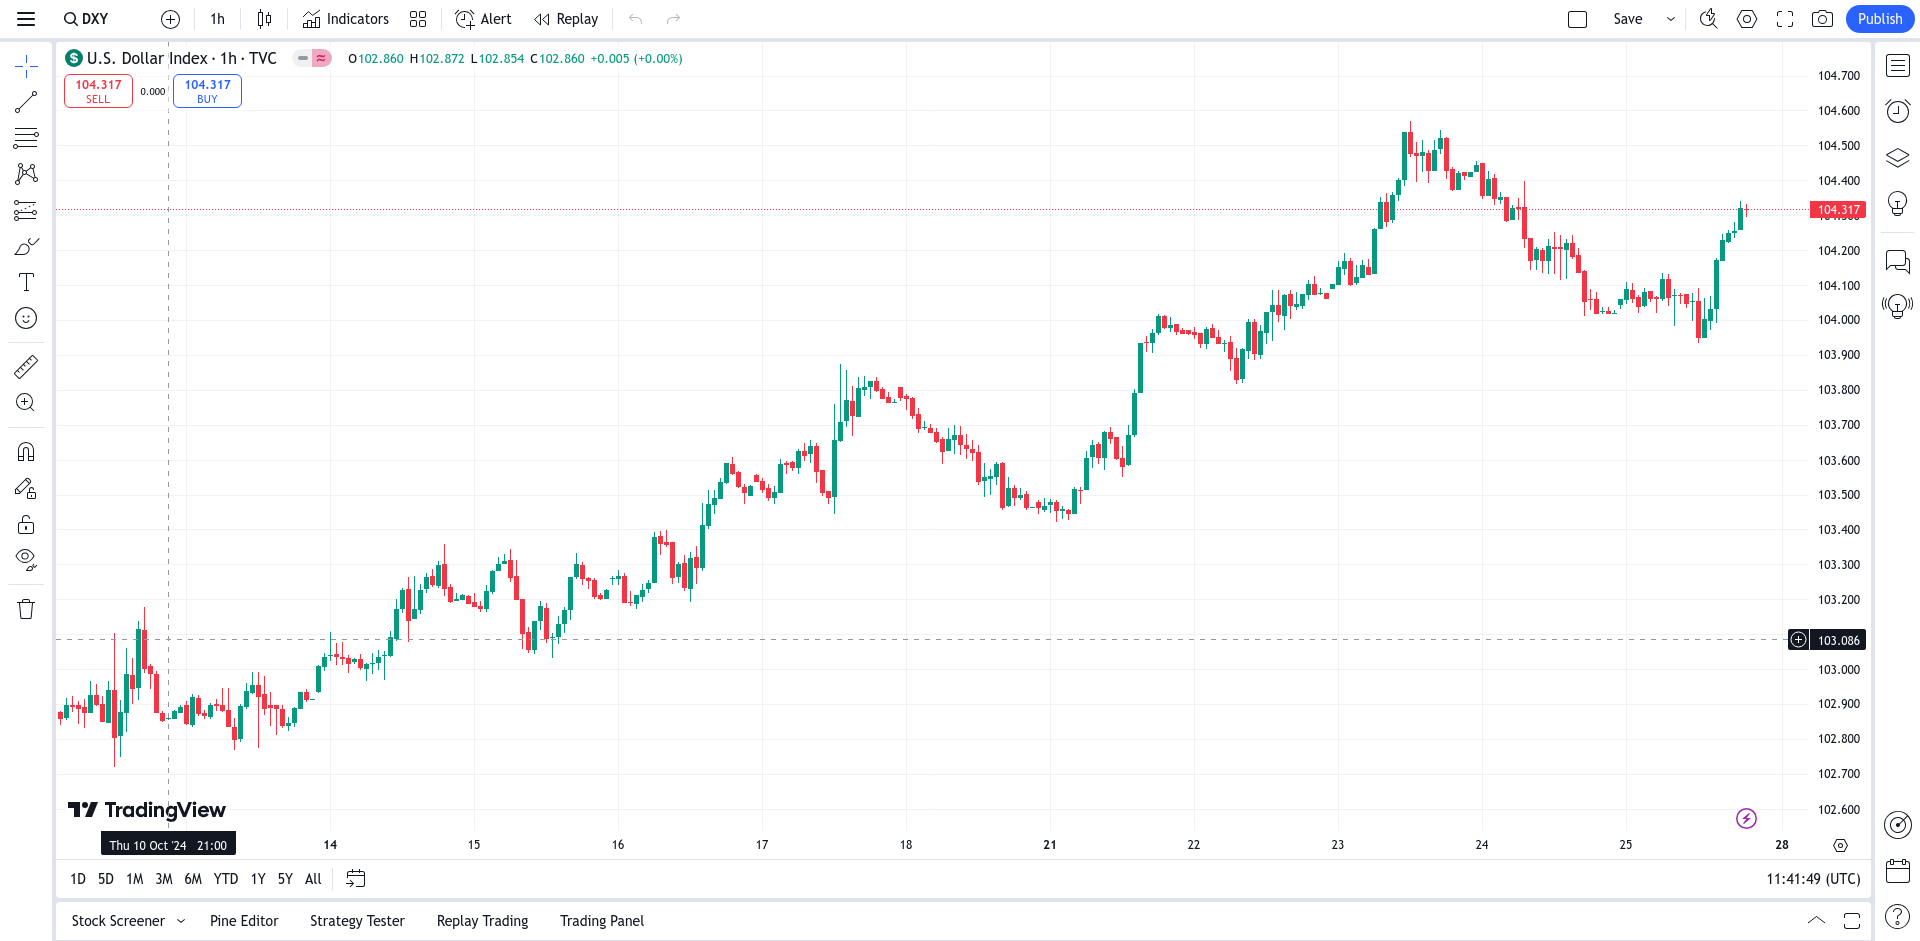 DXY 1h Indicators Alert Replay Save Publish
$ U.S. Dollar Index · 1h · TVC O102.860 H102.872 L102.854 C102.860 +0.005 (+0.00%)
104.317 0.000 104.317
SELL BUY
104.700
104.600
104.500
104.400
104.317
104.200
104.100
104.000
103.900
103.800
103.700
103.600
103.500
103.400
103.300
103.200
103.086
103.000
102.900
102.800
102.700
102.600
TradingView
Thu 10 Oct '24 21:00 14 15 16 17 18 21 22 23 24 25 28
1D 5D 1M 3M 6M YTD 1Y 5Y All 11:41:49 (UTC)
Stock Screener Pine Editor Strategy Tester Replay Trading Trading Panel